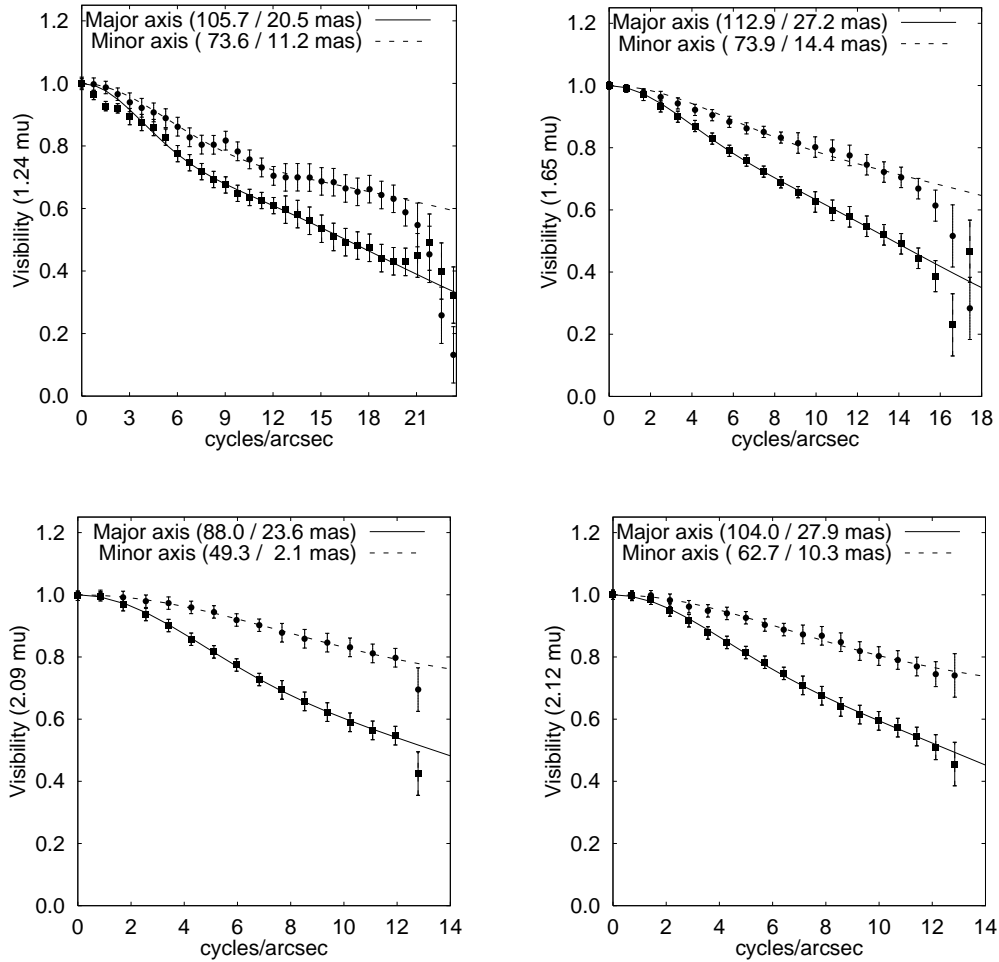 Major axis (105.7 / 20.5 mas)
Minor axis ( 73.6 / 11.2 mas)
Visibility (1.24 mu)
1.2
1.0
0.8
0.6
0.4
0.2
0.0
0 3 6 9 12 15 18 21
cycles/arcsec
Major axis (112.9 / 27.2 mas)
Minor axis ( 73.9 / 14.4 mas)
Visibility (1.65 mu)
1.2
1.0
0.8
0.6
0.4
0.2
0.0
0 2 4 6 8 10 12 14 16 18
cycles/arcsec
Major axis (88.0 / 23.6 mas)
Minor axis (49.3 / 2.1 mas)
Visibility (2.09 mu)
1.2
1.0
0.8
0.6
0.4
0.2
0.0
0 2 4 6 8 10 12 14
cycles/arcsec
Major axis (104.0 / 27.9 mas)
Minor axis ( 62.7 / 10.3 mas)
Visibility (2.12 mu)
1.2
1.0
0.8
0.6
0.4
0.2
0.0
0 2 4 6 8 10 12 14
cycles/arcsec